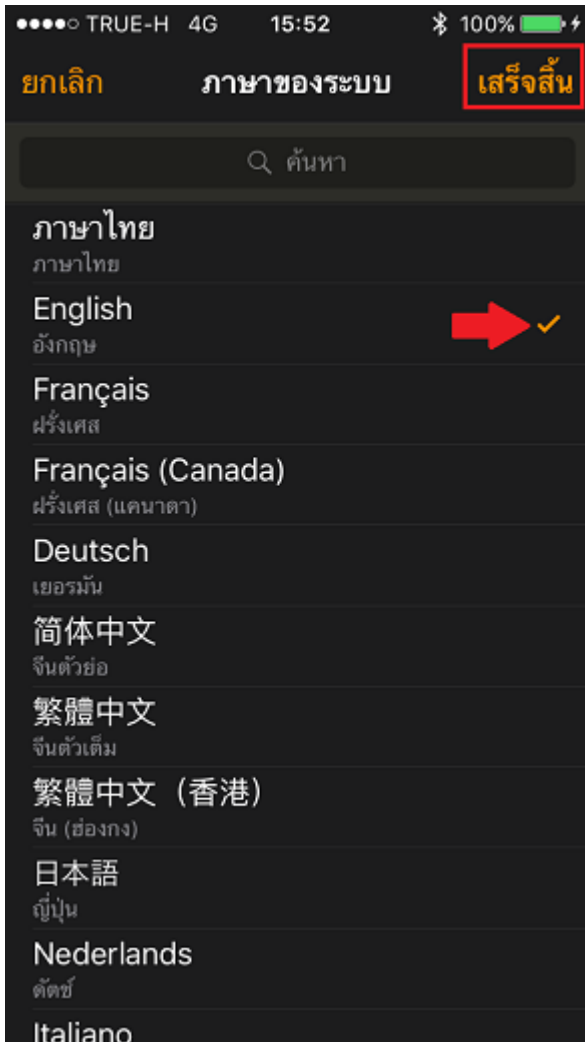 TRUE-H 4G 15:52 100%
ยกเลิก ภาษาของระบบ เสร็จสิ้น
ค้นหา
ภาษาไทย
ภาษาไทย
English
อังกฤษ
Français
ฝรั่งเศส
Français (Canada)
ฝรั่งเศส (แคนาดา)
Deutsch
เยอรมัน
简体中文
จีนตัวย่อ
繁體中文
จีนตัวเต็ม
繁體中文（香港）
จีน (ฮ่องกง)
日本語
ญี่ปุ่น
Nederlands
ดัตช์
Italiano